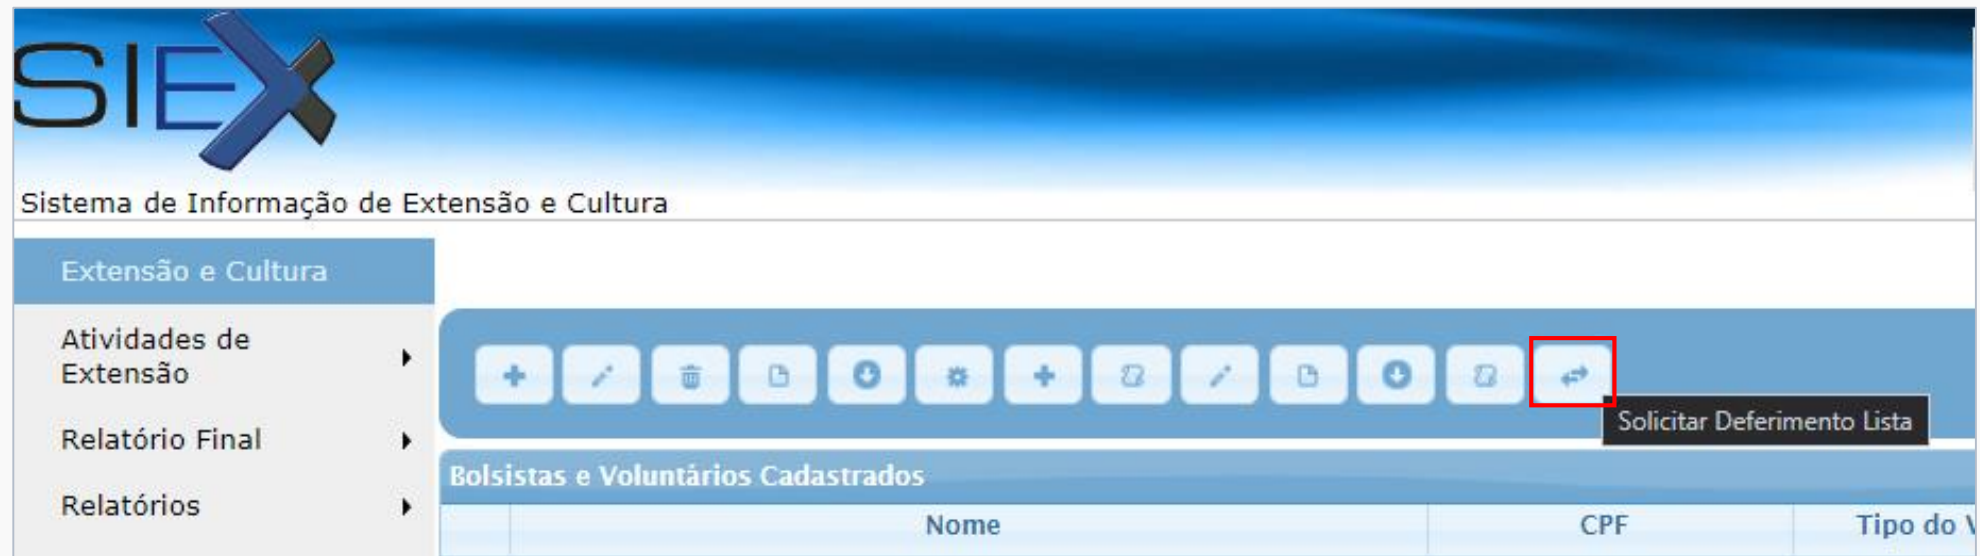 SIEX
Sistema de Informação de Extensão e Cultura
Extensão e Cultura
Atividades de
Extensão
Relatório Final
Relatórios
Solicitar Deferimento Lista
Bolsistas e Voluntários Cadastrados
Nome
CPF
Tipo do